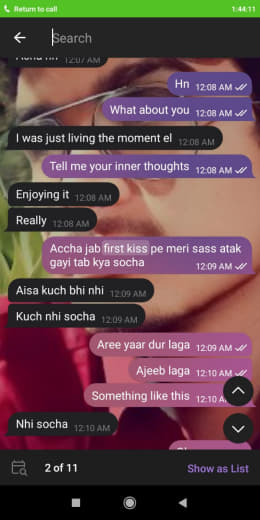 Return to call
1:44:11
Search
12:07 AM
Hn 12:08 AM
What about you 12:08 AM
I was just living the moment el 12:08 AM
Tell me your inner thoughts 12:08 AM
Enjoying it 12:08 AM
Really 12:08 AM
Accha jab first kiss pe meri sass atak
gayi tab kya socha
12:09 AM
Aisa kuch bhi nhi 12:09 AM
Kuch nhi socha 12:09 AM
Aree yaar dur laga 12:09 AM
Ajeeb laga 12:10 AM
Something like this 12:10
Nhi socha 12:10 AM
2 of 11
Show as List